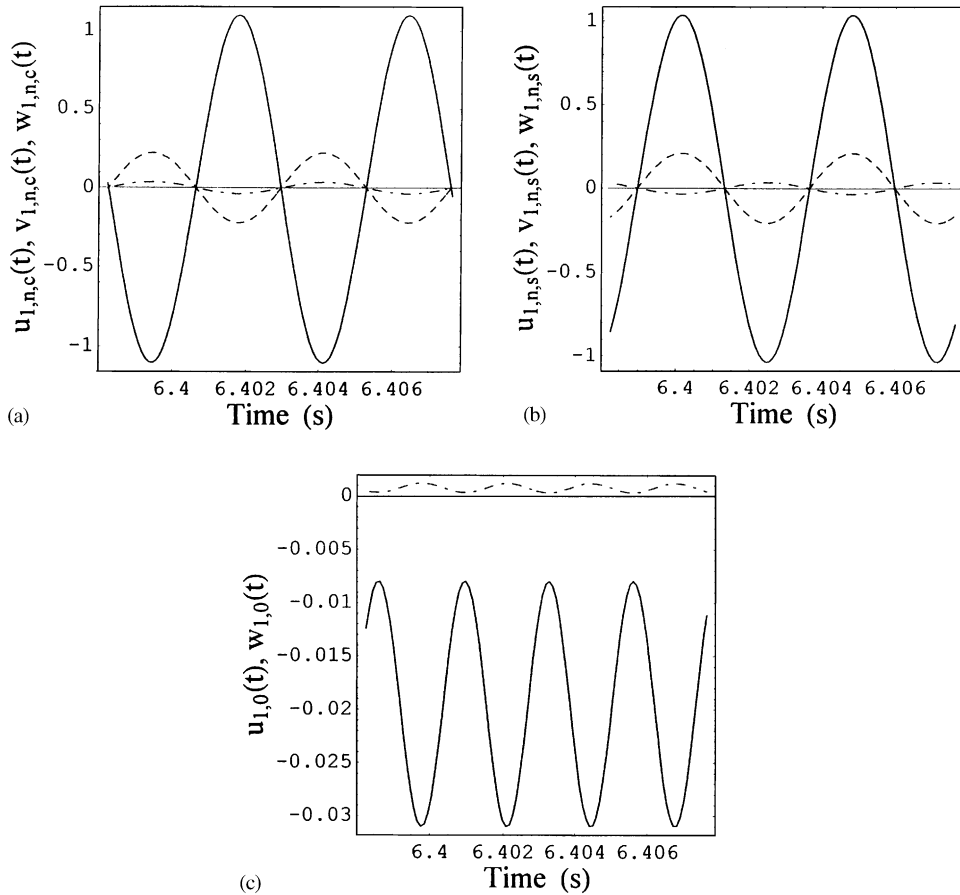 u1,n,c(t), v1,n,c(t), w1,n,c(t)
1
0.5
0
-0.5
-1
6.4 6.402 6.404 6.406
Time (s)
(a)
u1,n,s(t), v1,n,s(t), w1,n,s(t)
1
0.5
0
-0.5
-1
6.4 6.402 6.404 6.406
Time (s)
(b)
u1,0(t), w1,0(t)
0
-0.005
-0.01
-0.015
-0.02
-0.025
-0.03
6.4 6.402 6.404 6.406
Time (s)
(c)